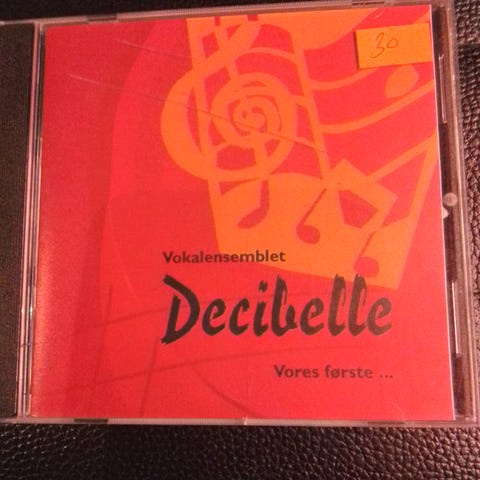 30
Vokalensemblet
Decibelle
Vores første ...